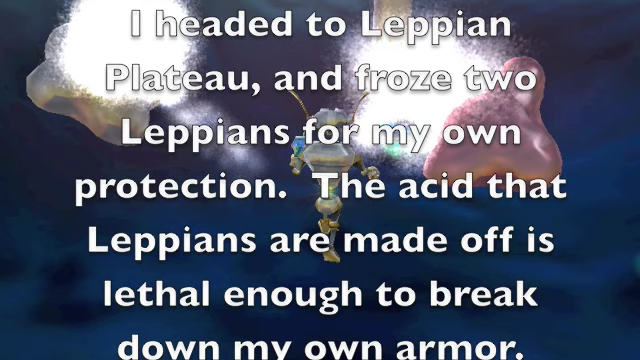 I headed to Leppian
Plateau, and froze two
Leppians for my own
protection.  The acid that
Leppians are made off is
lethal enough to break
down my own armor.